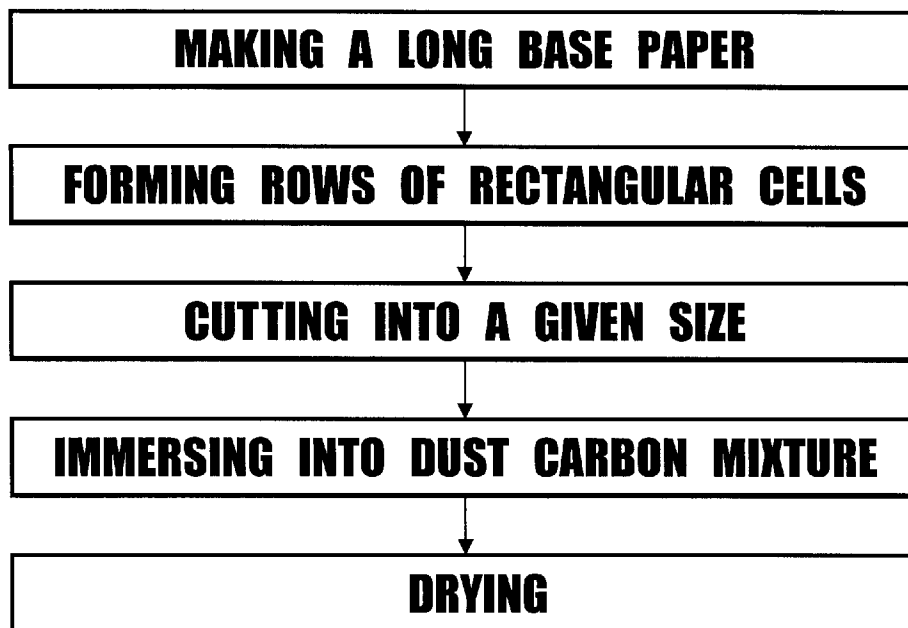 MAKING A LONG BASE PAPER
FORMING ROWS OF RECTANGULAR CELLS
CUTTING INTO A GIVEN SIZE
IMMERSING INTO DUST CARBON MIXTURE
DRYING